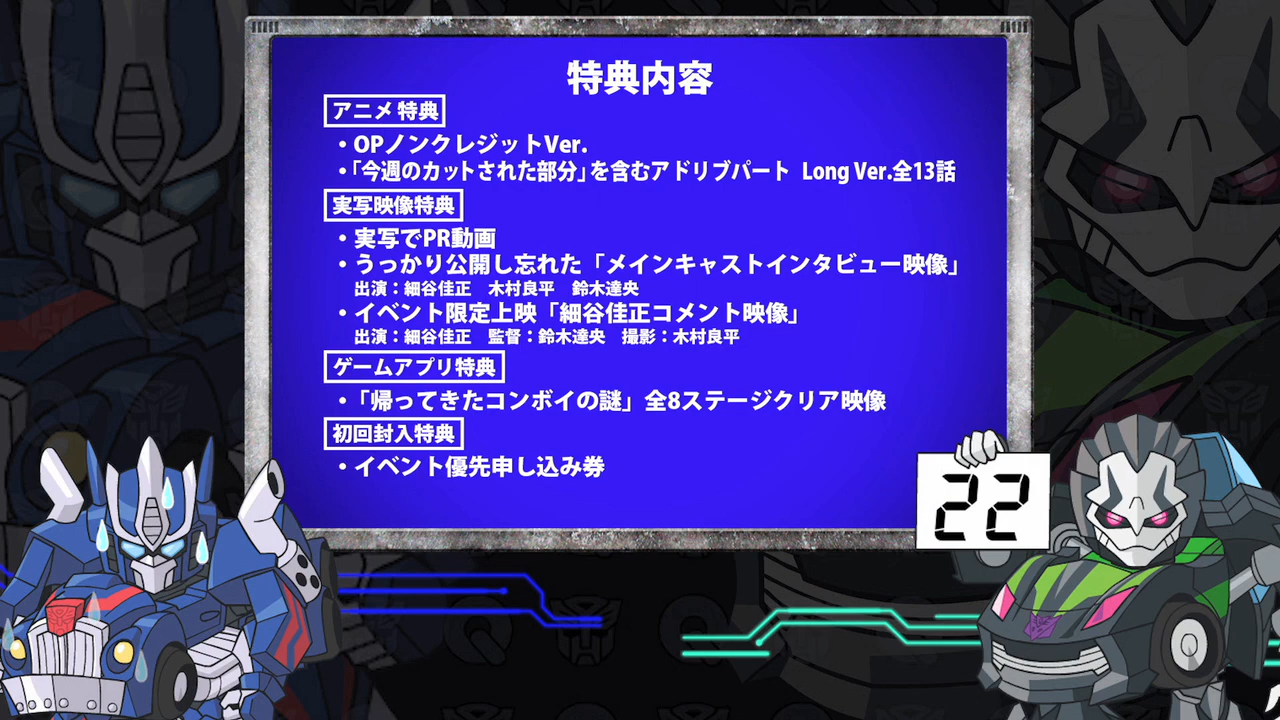 特典内容
アニメ特典
・OPノンクレジットVer.
・「今週のカットされた部分」を含むアドリブパート Long Ver.全13話
実写映像特典
・実写でPR動画
・うっかり公開し忘れた「メインキャストインタビュー映像」
出演：細谷佳正　木村良平　鈴木達央
・イベント限定上映「細谷佳正コメント映像」
出演：細谷佳正　監督：鈴木達央　撮影：木村良平
ゲームアプリ特典
・「帰ってきたコンボイの謎」全8ステージクリア映像
初回封入特典
・イベント優先申し込み券
22